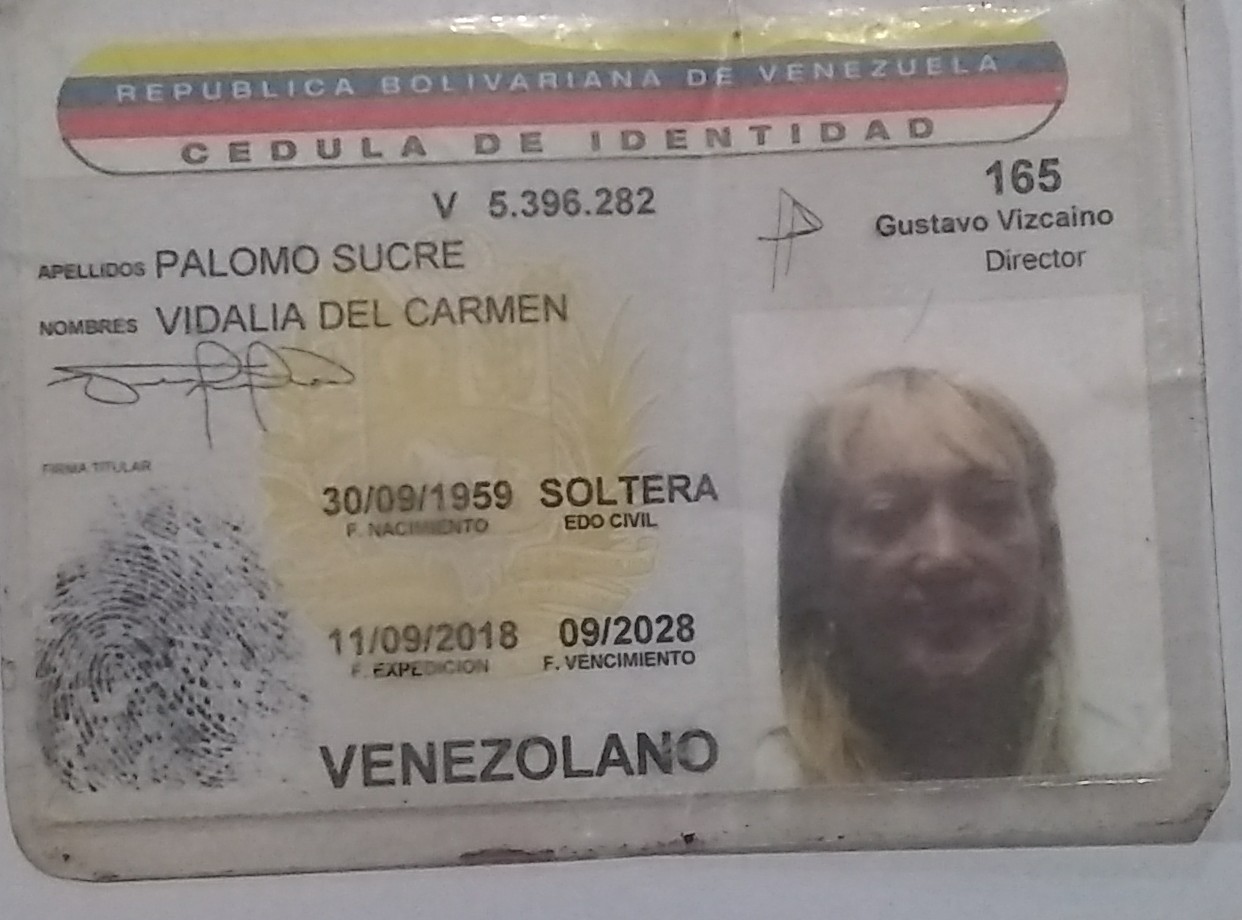 REPUBLICA BOLIVARIANA DE VENEZUELA
CEDULA DE IDENTIDAD
V 5.396.282
165
Gustavo Vizcaino
Director
APELLIDOS PALOMO SUCRE
NOMBRES VIDALIA DEL CARMEN
FIRMA TITULAR
30/09/1959 SOLTERA
F. NACIMIENTO EDO CIVIL
11/09/2018 09/2028
F. EXPEDICION F. VENCIMIENTO
VENEZOLANO